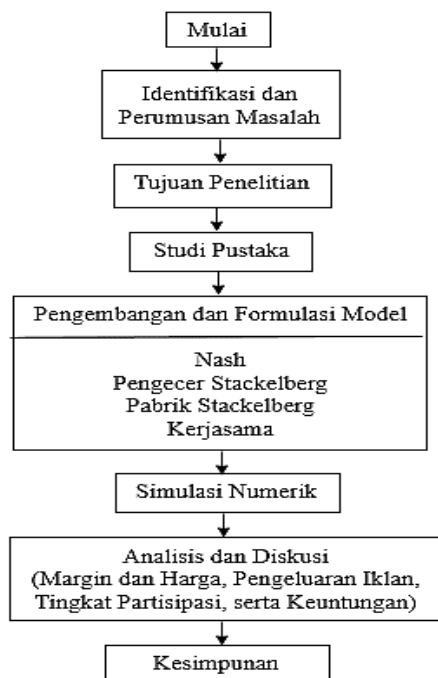 Mulai
Identifikasi dan
Perumusan Masalah
Tujuan Penelitian
Studi Pustaka
Pengembangan dan Formulasi Model
Nash
Pengecer Stackelberg
Pabrik Stackelberg
Kerjasama
Simulasi Numerik
Analisis dan Diskusi
(Margin dan Harga, Pengeluaran Iklan,
Tingkat Partisipasi, serta Keuntungan)
Kesimpunan